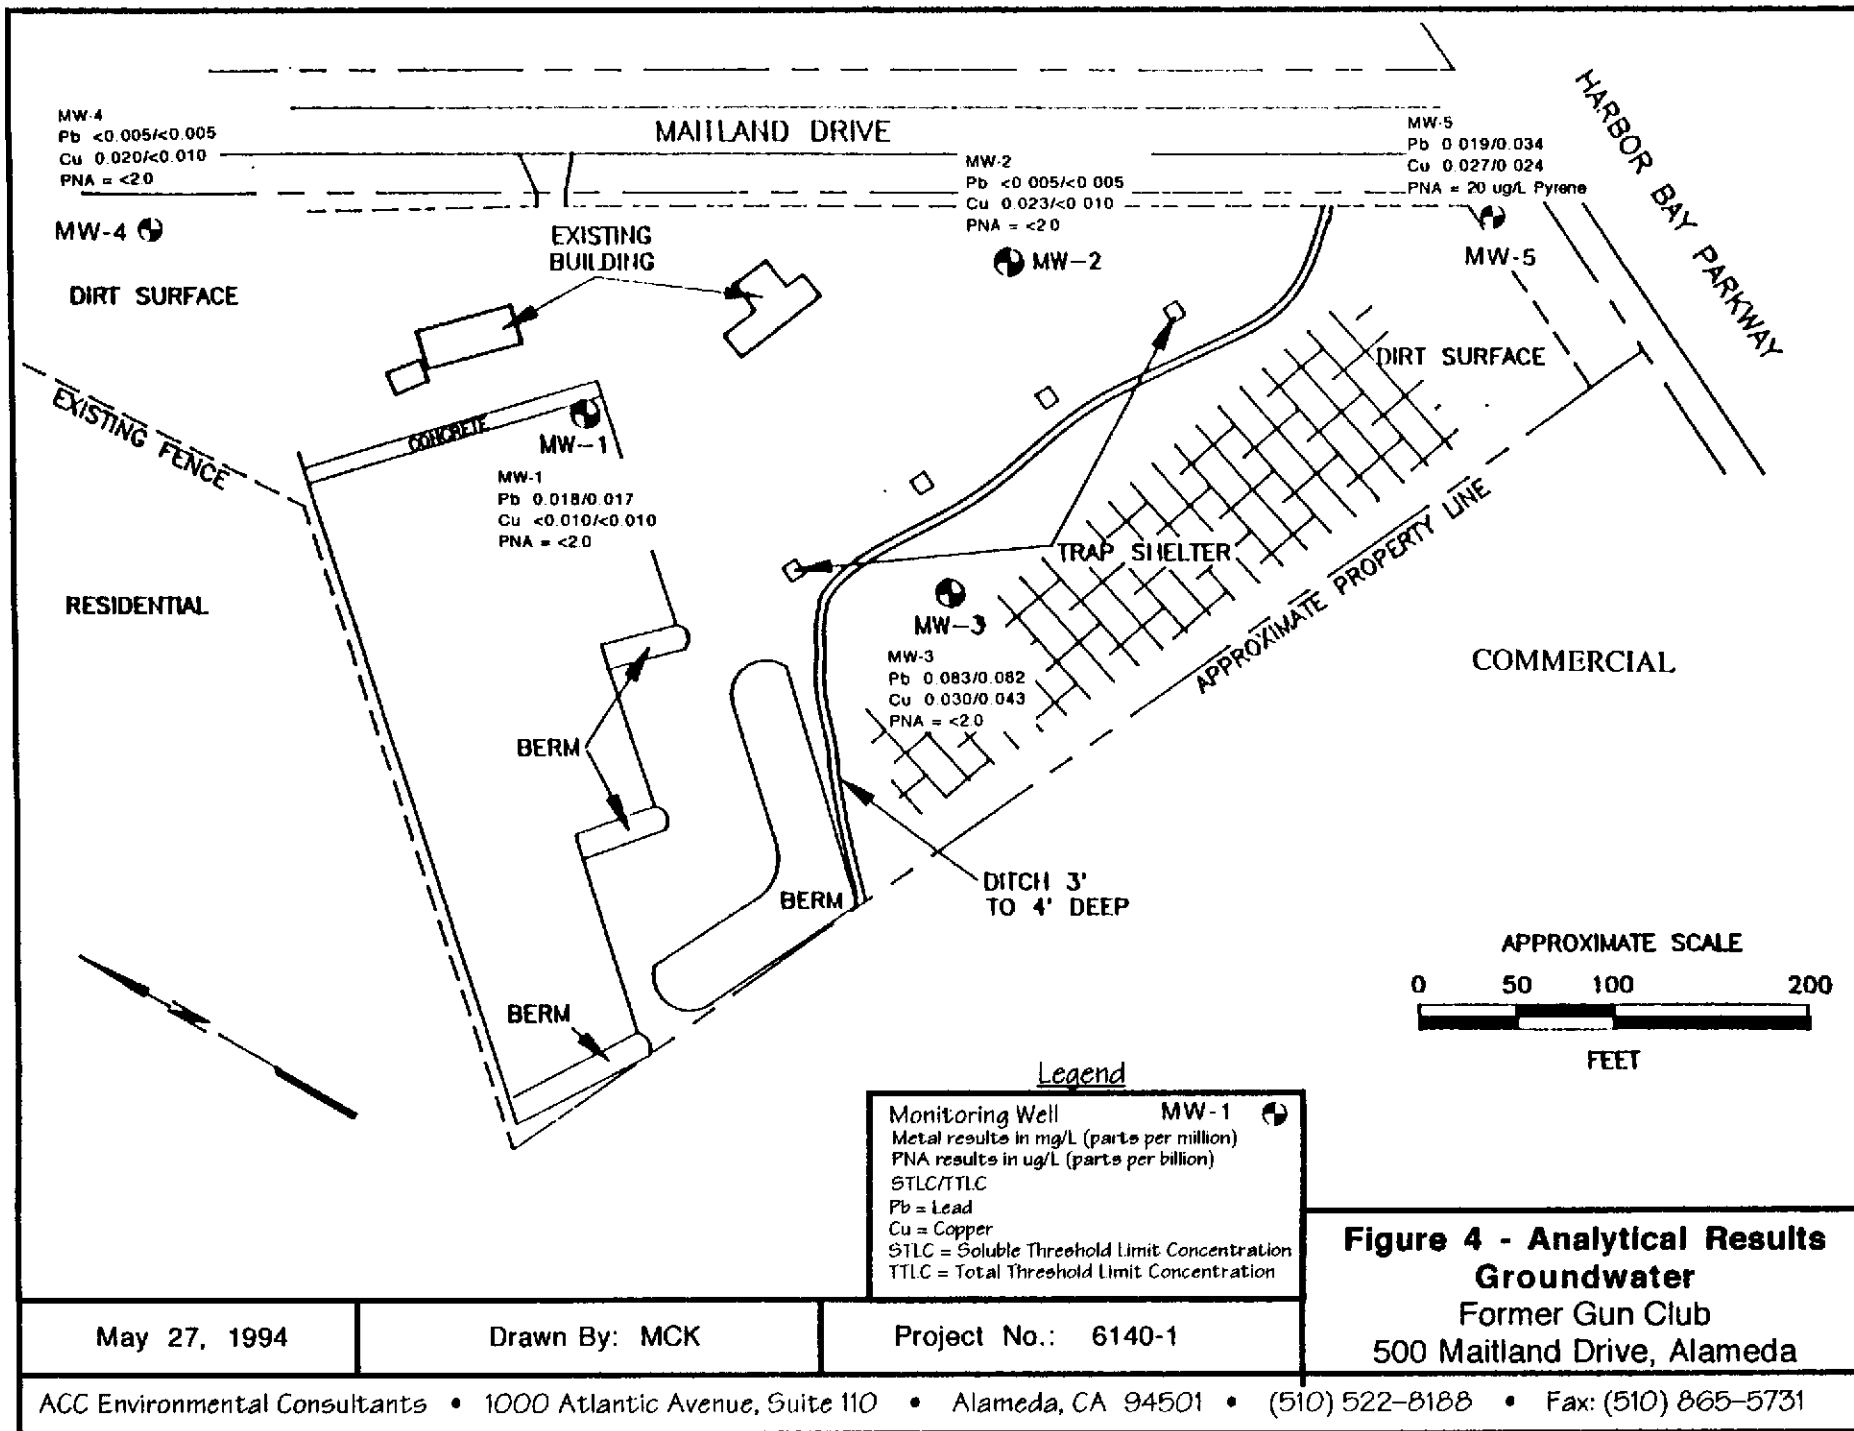 MW-4
Pb <0.005/<0.005
Cu 0.020/<0.010
PNA = <2.0
MW-4
DIRT SURFACE
MAITLAND DRIVE
EXISTING
BUILDING
MW-2
Pb <0.005/<0.005
Cu 0.023/<0.010
PNA = <2.0
MW-2
MW-5
Pb 0.019/0.034
Cu 0.027/0.024
PNA = 20 ug/L Pyrene
MW-5
HARBOR BAY PARKWAY
DIRT SURFACE
EXISTING FENCE
CONCRETE
MW-1
MW-1
Pb 0.018/0.017
Cu <0.010/<0.010
PNA = <2.0
TRAP SHELTER
RESIDENTIAL
MW-3
MW-3
Pb 0.083/0.082
Cu 0.030/0.043
PNA = <2.0
APPROXIMATE PROPERTY LINE
COMMERCIAL
BERM
BERM
DITCH 3'
TO 4' DEEP
BERM
N
APPROXIMATE SCALE
0 50 100 200
FEET
Legend
Monitoring Well MW-1
Metal results in mg/L (parts per million)
PNA results in ug/L (parts per billion)
STLC/TTLC
Pb = Lead
Cu = Copper
STLC = Soluble Threshold Limit Concentration
TTLC = Total Threshold Limit Concentration
Figure 4 - Analytical Results
Groundwater
Former Gun Club
500 Maitland Drive, Alameda
May 27, 1994
Drawn By: MCK
Project No.: 6140-1
ACC Environmental Consultants • 1000 Atlantic Avenue, Suite 110 • Alameda, CA 94501 • (510) 522-8188 • Fax: (510) 865-5731